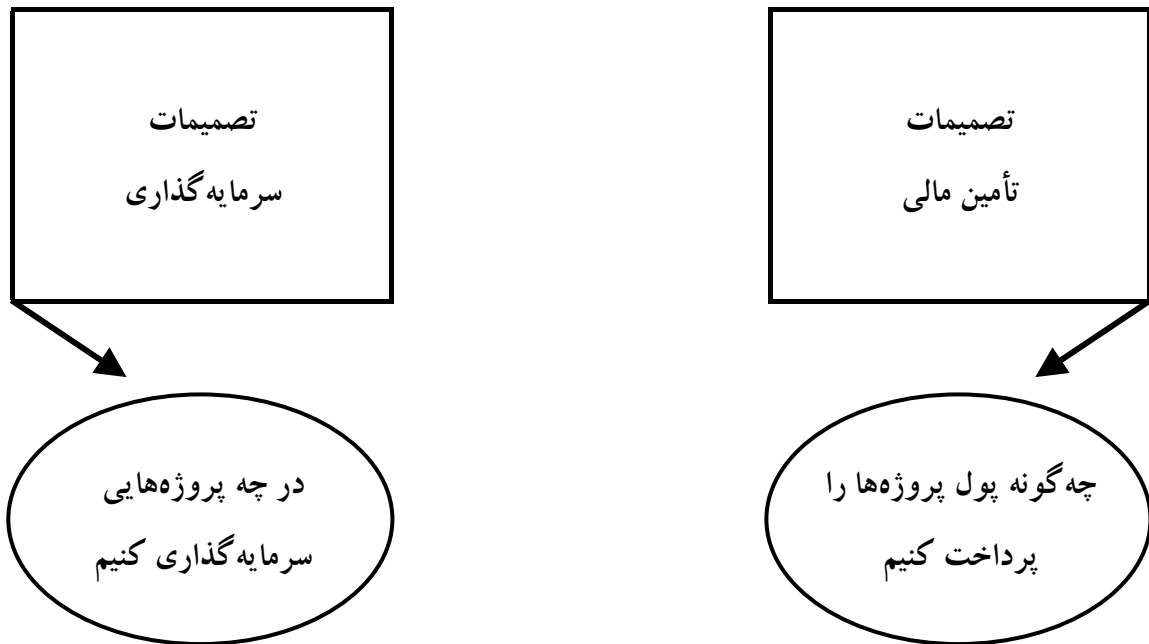 تصمیمات
تأمین مالی
تصمیمات
سرمایه‌گذاری
چه‌گونه پول پروژه‌ها را
پرداخت کنیم
در چه پروژه‌هایی
سرمایه‌گذاری کنیم